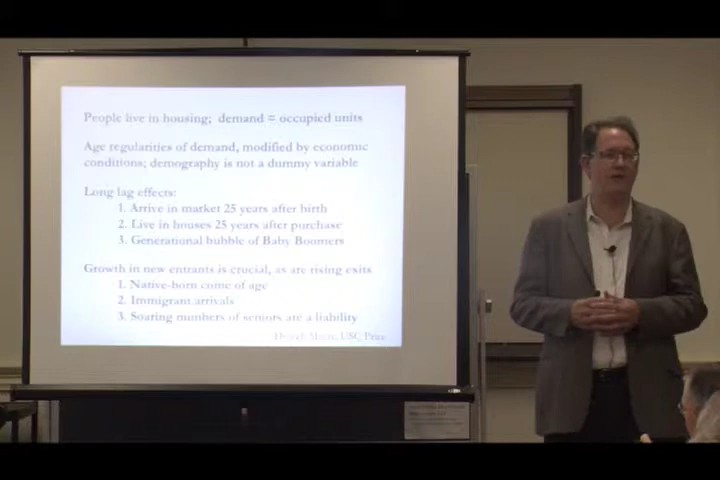 People live in housing; demand = occupied units
Age regularities of demand, modified by economic
conditions; demography is not a dummy variable
Long lag effects:
1. Arrive in market 25 years after birth
2. Live in houses 25 years after purchase
3. Generational bubble of Baby Boomers
Growth in new entrants is crucial, as are rising exits
1. Native-born come of age
2. Immigrant arrivals
3. Soaring numbers of seniors are a liability
USC Price